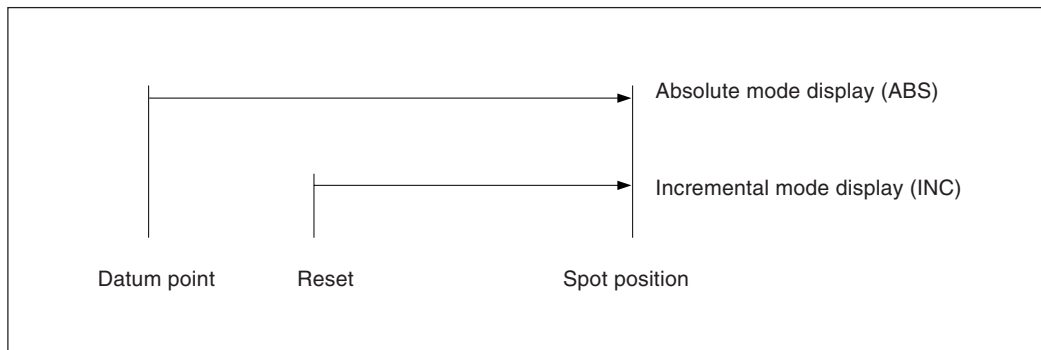 Absolute mode display (ABS)
Incremental mode display (INC)
Datum point
Reset
Spot position